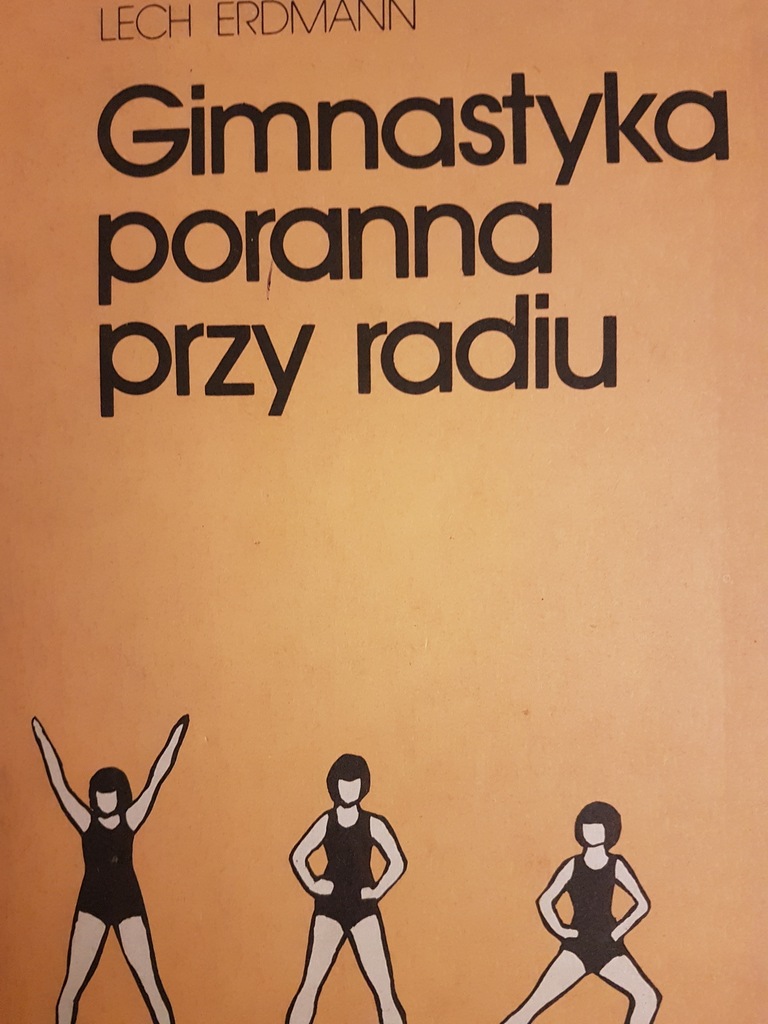 LECH ERDMANN
Gimnastyka
poranna
przy radiu